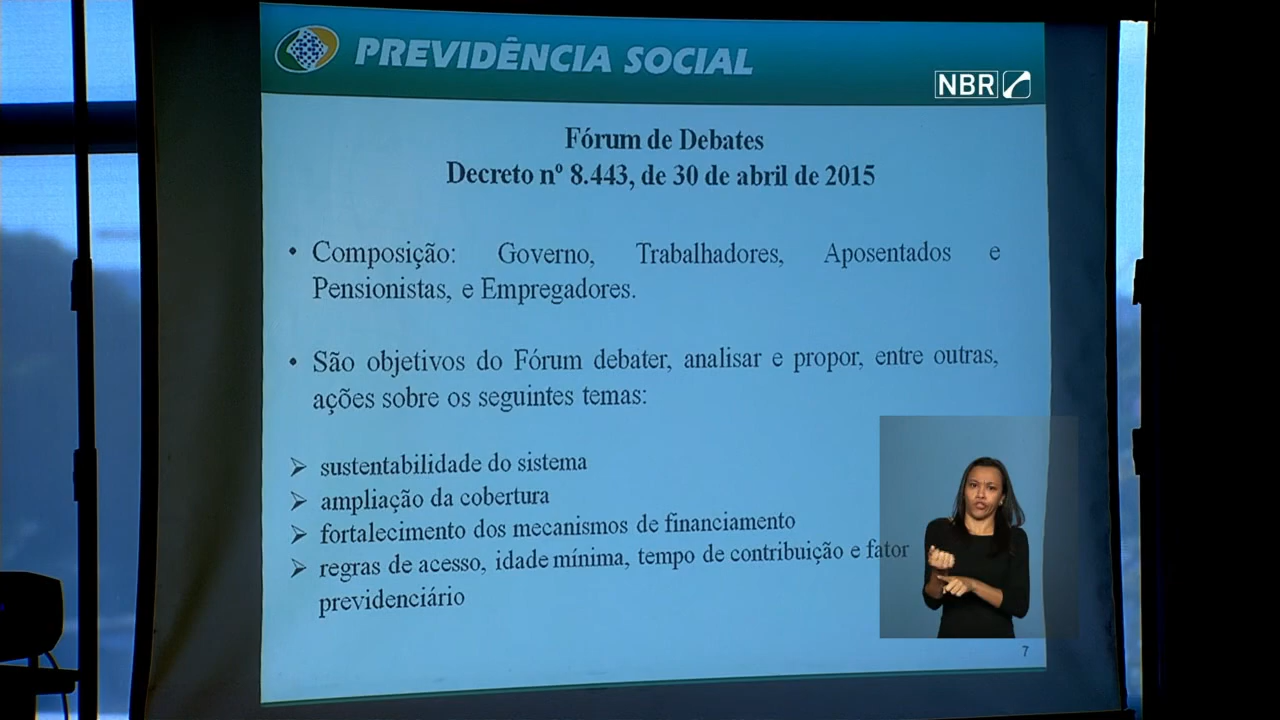 PREVIDÊNCIA SOCIAL
NBR
Fórum de Debates
Decreto nº 8.443, de 30 de abril de 2015
• Composição: Governo, Trabalhadores, Aposentados e
Pensionistas, e Empregadores.
• São objetivos do Fórum debater, analisar e propor, entre outras,
ações sobre os seguintes temas:
➢ sustentabilidade do sistema
➢ ampliação da cobertura
➢ fortalecimento dos mecanismos de financiamento
➢ regras de acesso, idade mínima, tempo de contribuição e fator
previdenciário
7